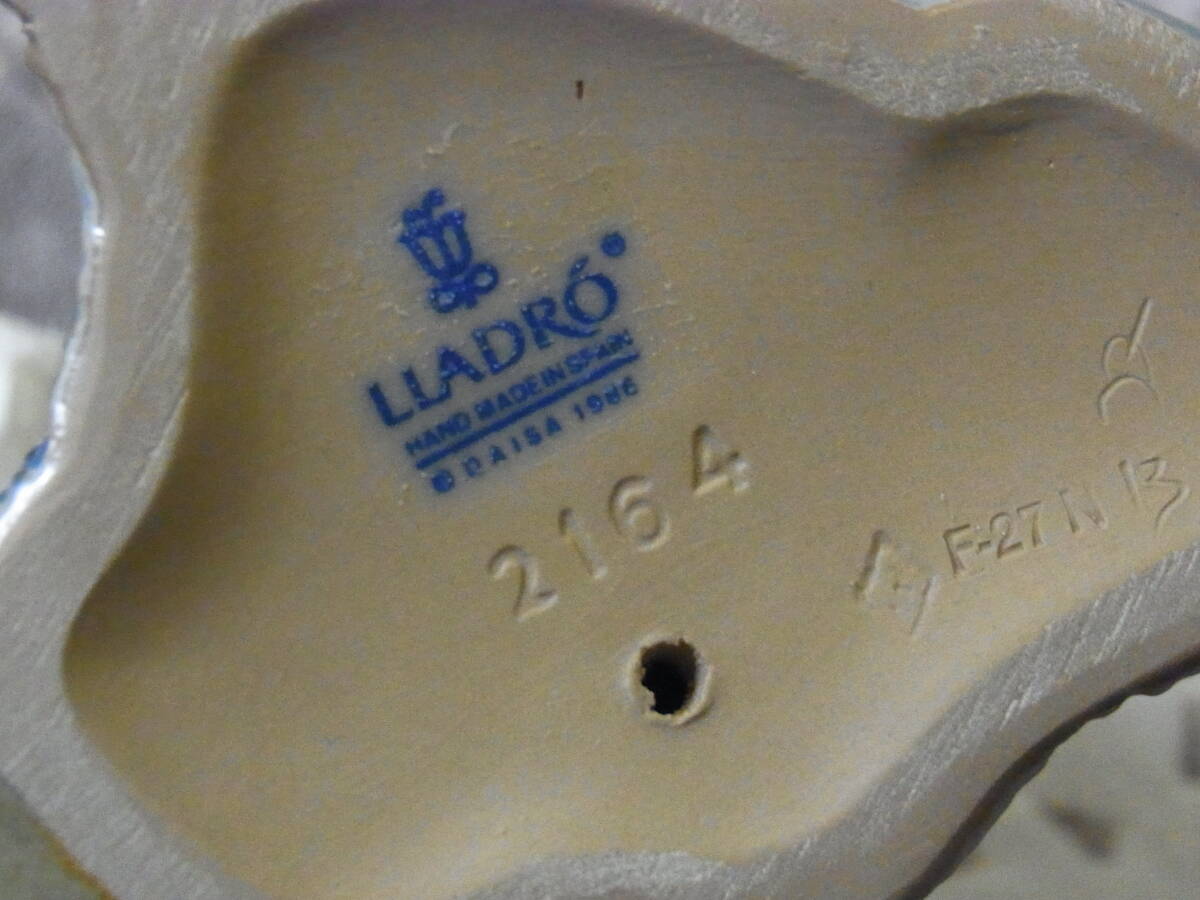 LLADRÓ
HAND MADE IN SPAIN
© DAISA 1986
2164
F-27 N 13